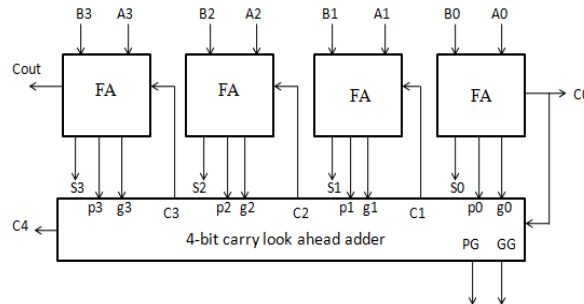 B3 A3 B2 A2 B1 A1 B0 A0
Cout FA FA FA FA
S3 p3 g3 C3 S2 p2 g2 C2 S1 p1 g1 C1 S0 p0 g0
C4 4-bit carry look ahead adder PG GG